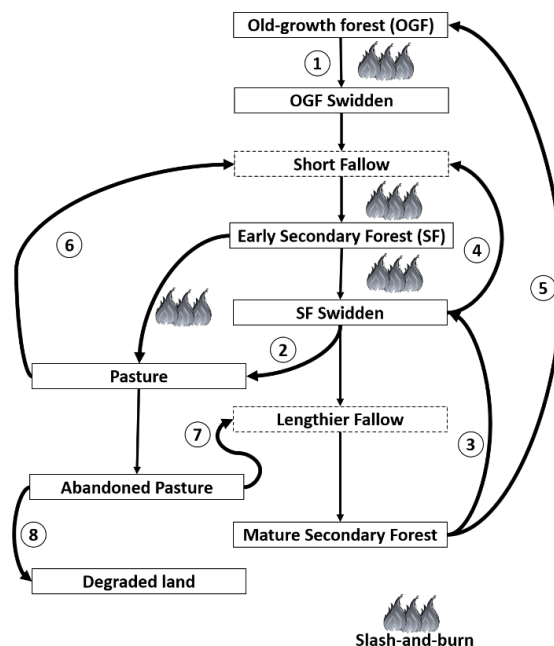 Old-growth forest (OGF)
1
OGF Swidden
Short Fallow
6
4
Early Secondary Forest (SF)
5
SF Swidden
2
Pasture
Lengthier Fallow
7
3
Abandoned Pasture
8
Mature Secondary Forest
Degraded land
Slash-and-burn